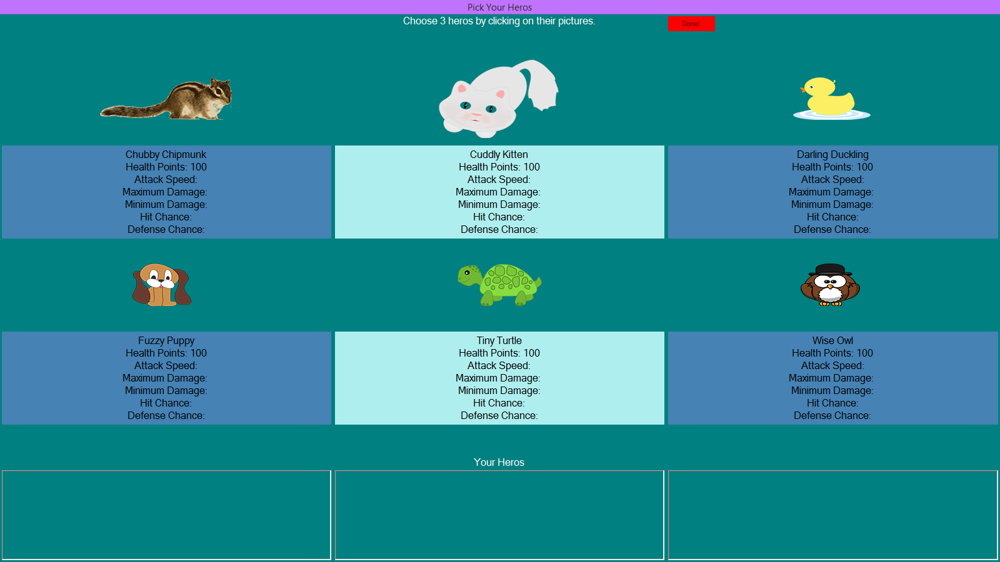 Pick Your Heros
Choose 3 heros by clicking on their pictures.
Done!
Chubby Chipmunk
Health Points: 100
Attack Speed:
Maximum Damage:
Minimum Damage:
Hit Chance:
Defense Chance:
Cuddly Kitten
Health Points: 100
Attack Speed:
Maximum Damage:
Minimum Damage:
Hit Chance:
Defense Chance:
Darling Duckling
Health Points: 100
Attack Speed:
Maximum Damage:
Minimum Damage:
Hit Chance:
Defense Chance:
Fuzzy Puppy
Health Points: 100
Attack Speed:
Maximum Damage:
Minimum Damage:
Hit Chance:
Defense Chance:
Tiny Turtle
Health Points: 100
Attack Speed:
Maximum Damage:
Minimum Damage:
Hit Chance:
Defense Chance:
Wise Owl
Health Points: 100
Attack Speed:
Maximum Damage:
Minimum Damage:
Hit Chance:
Defense Chance:
Your Heros